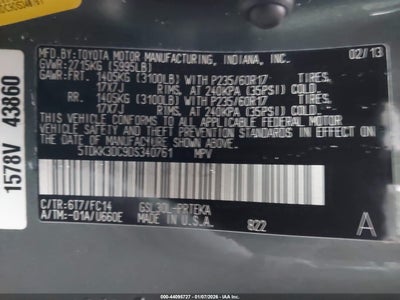 MFD. BY: TOYOTA MOTOR MANUFACTURING, INDIANA, INC.
GVWR: 2715KG (5995LB) 02/13
GAWR: FRT. 1405KG (3100LB) WITH P235/60R17 TIRES,
17X7J RIMS, AT 240KPA (35PSI) COLD
RR. 1405KG (3100LB) WITH P235/60R17 TIRES,
17X7J RIMS, AT 240KPA (35PSI) COLD
THIS VEHICLE CONFORMS TO ALL APPLICABLE FEDERAL
MOTOR VEHICLE SAFETY, BUMPER, AND THEFT PREVENTION
STANDARDS IN EFFECT ON THE DATE OF MANUFACTURE
SHOWN ABOVE.
5TDKK3DC9DS340761 MPV
C/TR:6T7/FC14 GSL30L-PRTEKA
A/TM:-01A/U660E MADE IN U.S.A. 822 A
1578V 43860
000-44095727 - 01/07/2026 - © IAA, Inc.